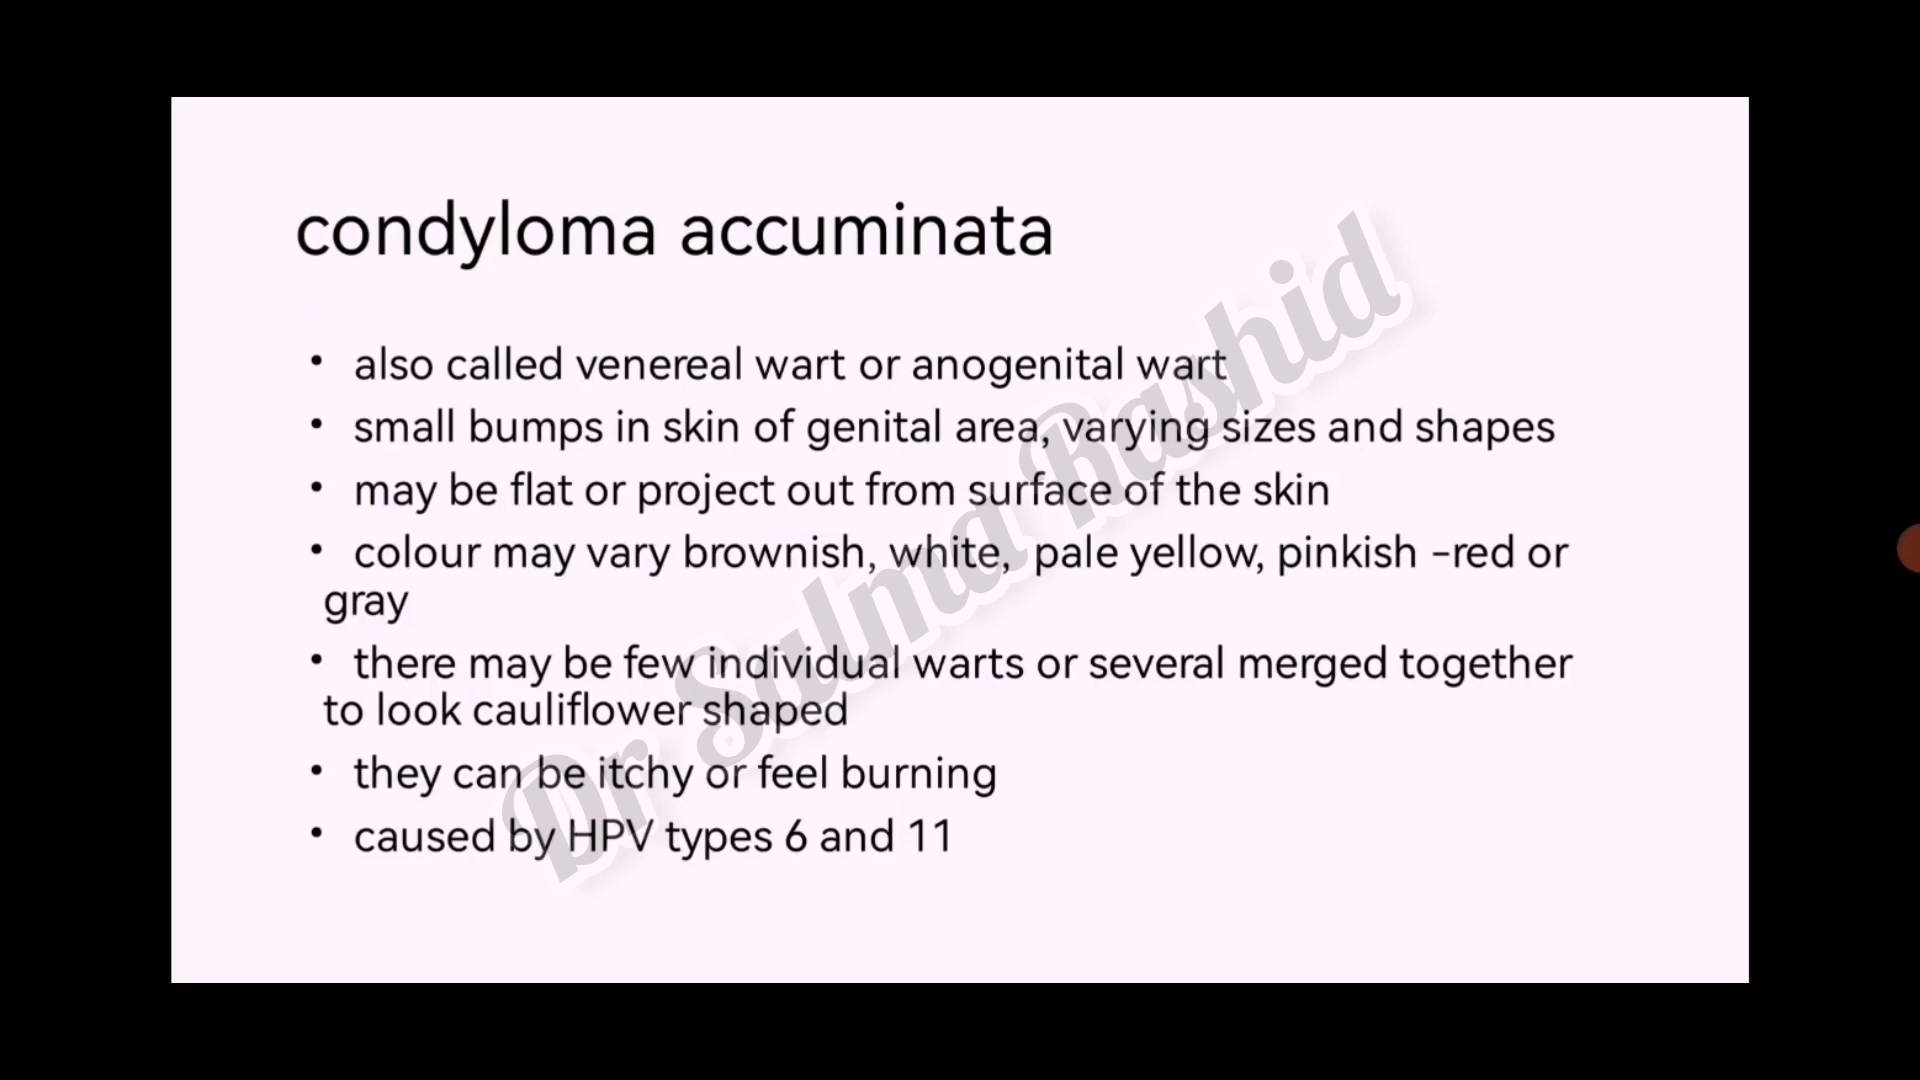 condyloma accuminata
• also called venereal wart or anogenital wart
• small bumps in skin of genital area, varying sizes and shapes
• may be flat or project out from surface of the skin
• colour may vary brownish, white, pale yellow, pinkish -red or
gray
• there may be few individual warts or several merged together
to look cauliflower shaped
• they can be itchy or feel burning
• caused by HPV types 6 and 11
Dr Salma Rashid